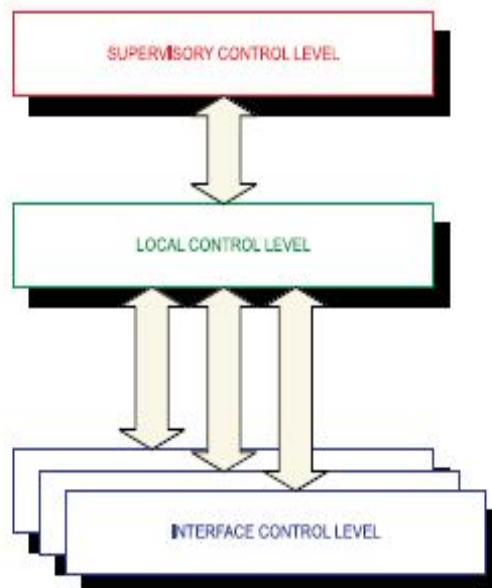 SUPERVISORY CONTROL LEVEL
LOCAL CONTROL LEVEL
INTERFACE CONTROL LEVEL